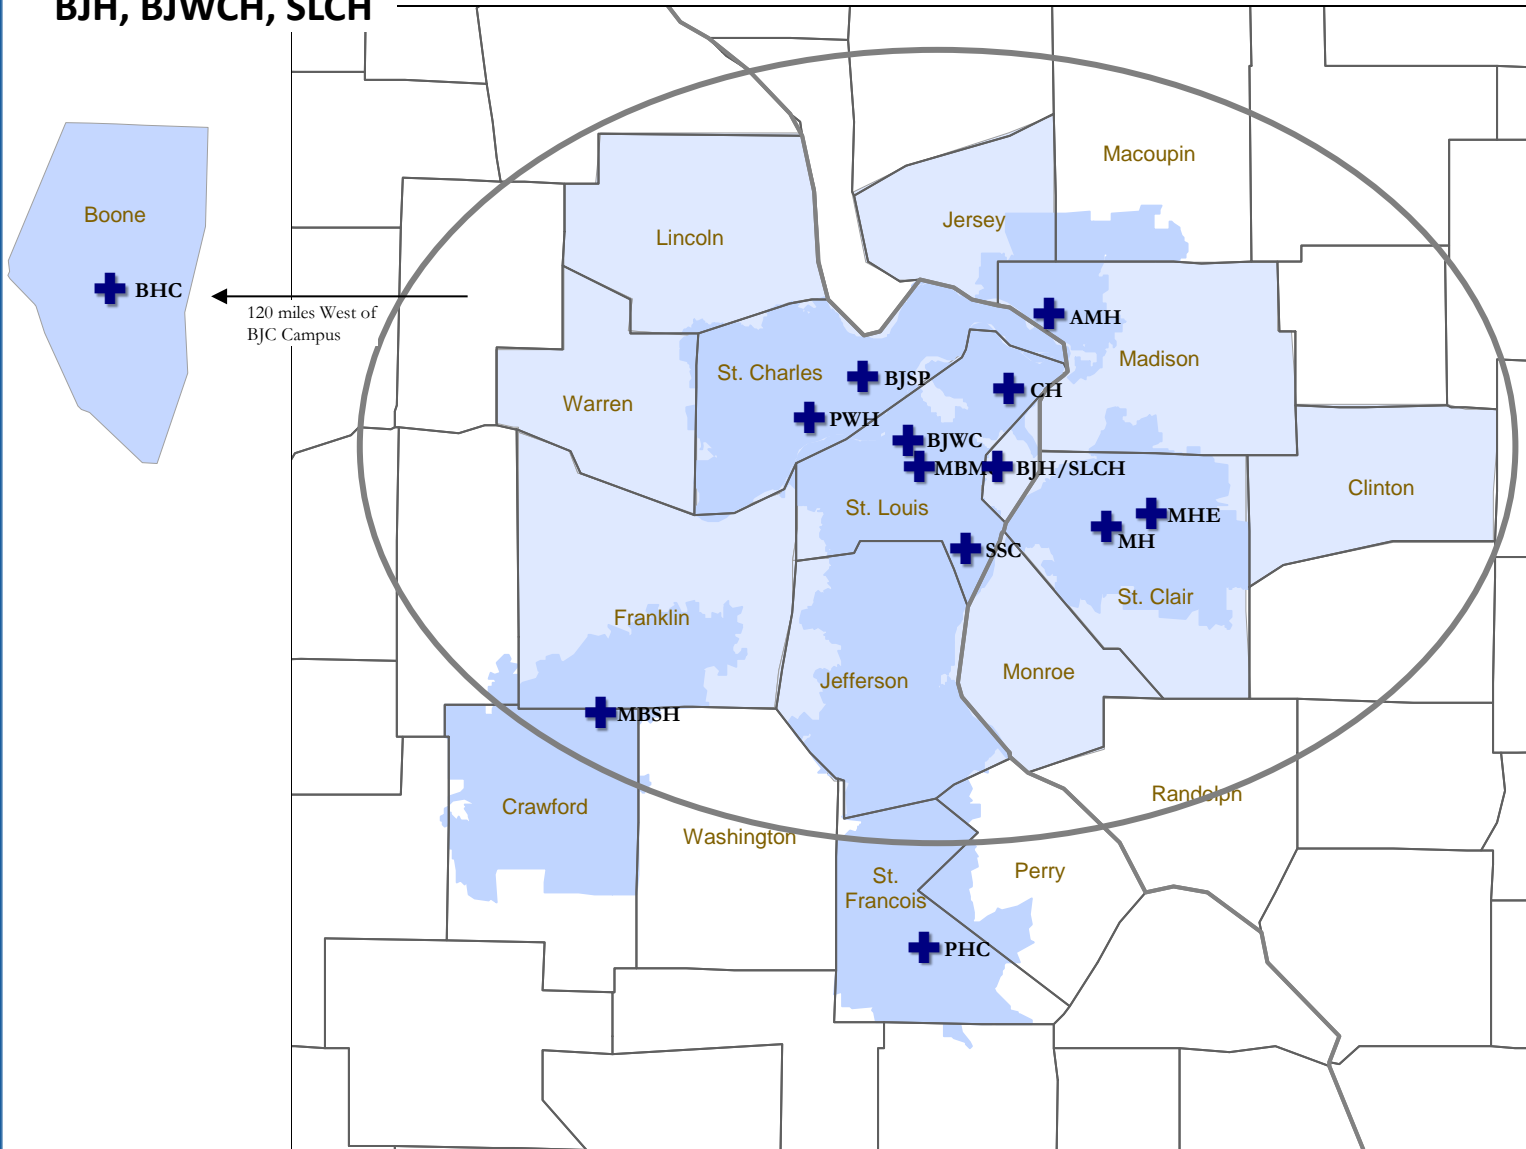 BJH, BJWCH, SLCH
Macoupin
Boone
Jersey
Lincoln
BHC
120 miles West of
BJC Campus
AMH
Madison
St. Charles
BJSP
CH
Warren
PWH
BJWC
MBMC
BJH/SLCH
Clinton
St. Louis
MHE
MH
SSC
St. Clair
Franklin
Monroe
Jefferson
MBSH
Randolph
Crawford
Washington
Perry
St.
Francois
PHC